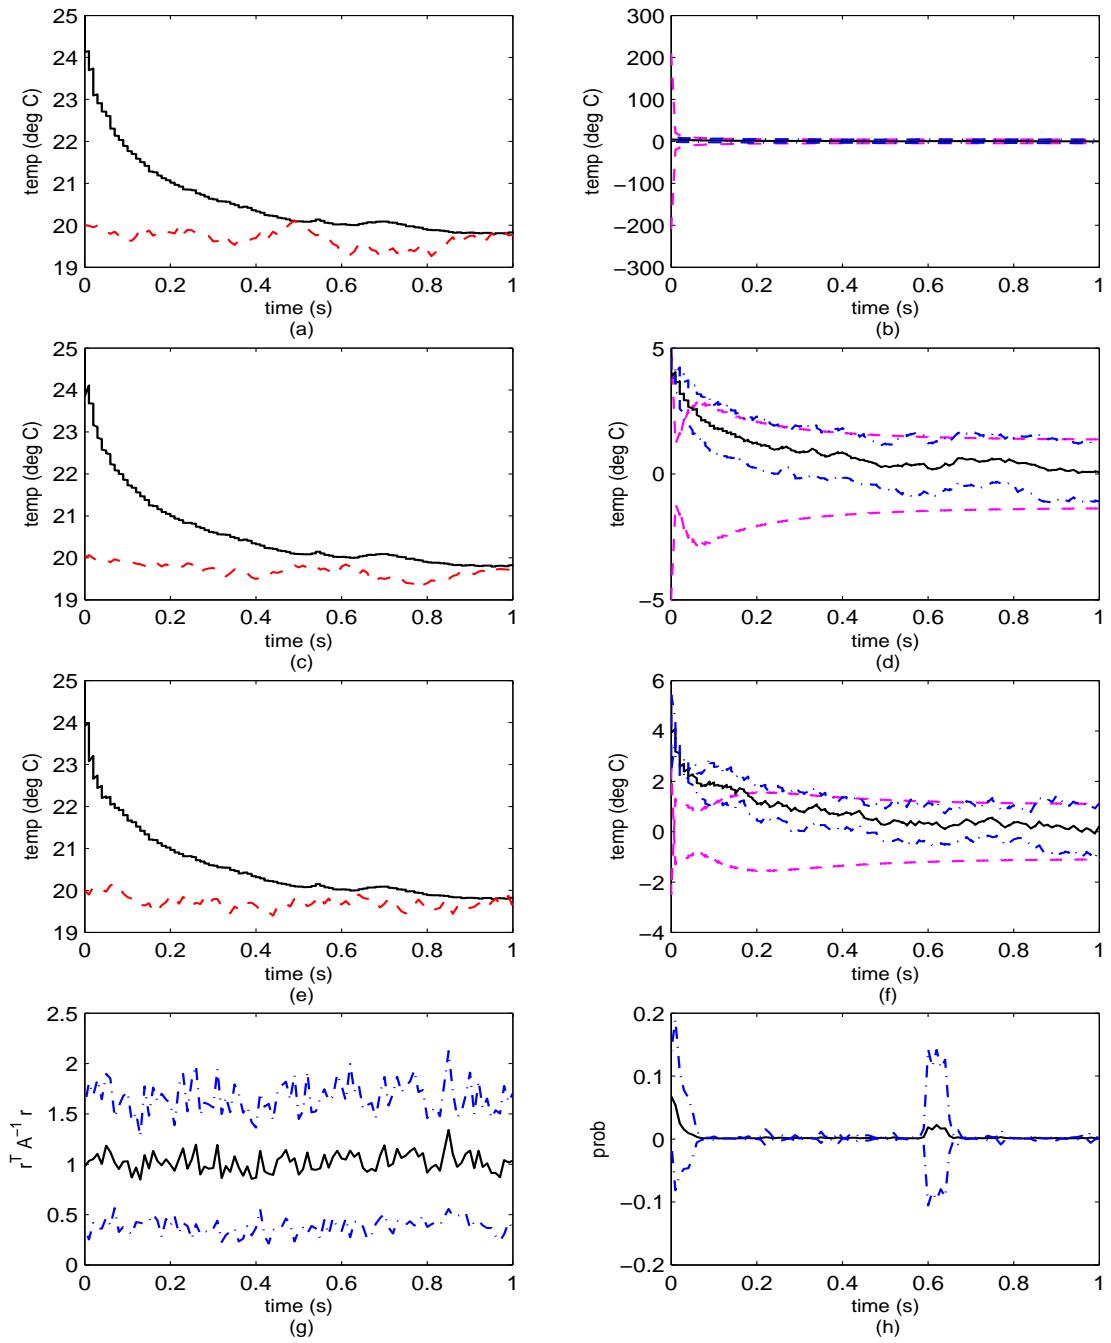 25
24
23
22
21
20
19
temp (deg C)
0 0.2 0.4 0.6 0.8 1
time (s)
(a)
300
200
100
0
−100
−200
−300
temp (deg C)
0 0.2 0.4 0.6 0.8 1
time (s)
(b)
25
24
23
22
21
20
19
temp (deg C)
0 0.2 0.4 0.6 0.8 1
time (s)
(c)
5
0
−5
temp (deg C)
0 0.2 0.4 0.6 0.8 1
time (s)
(d)
25
24
23
22
21
20
19
temp (deg C)
0 0.2 0.4 0.6 0.8 1
time (s)
(e)
6
4
2
0
−2
−4
temp (deg C)
0 0.2 0.4 0.6 0.8 1
time (s)
(f)
2.5
2
1.5
1
0.5
0
r^T A^−1 r
0 0.2 0.4 0.6 0.8 1
time (s)
(g)
0.2
0.1
0
−0.1
−0.2
prob
0 0.2 0.4 0.6 0.8 1
time (s)
(h)